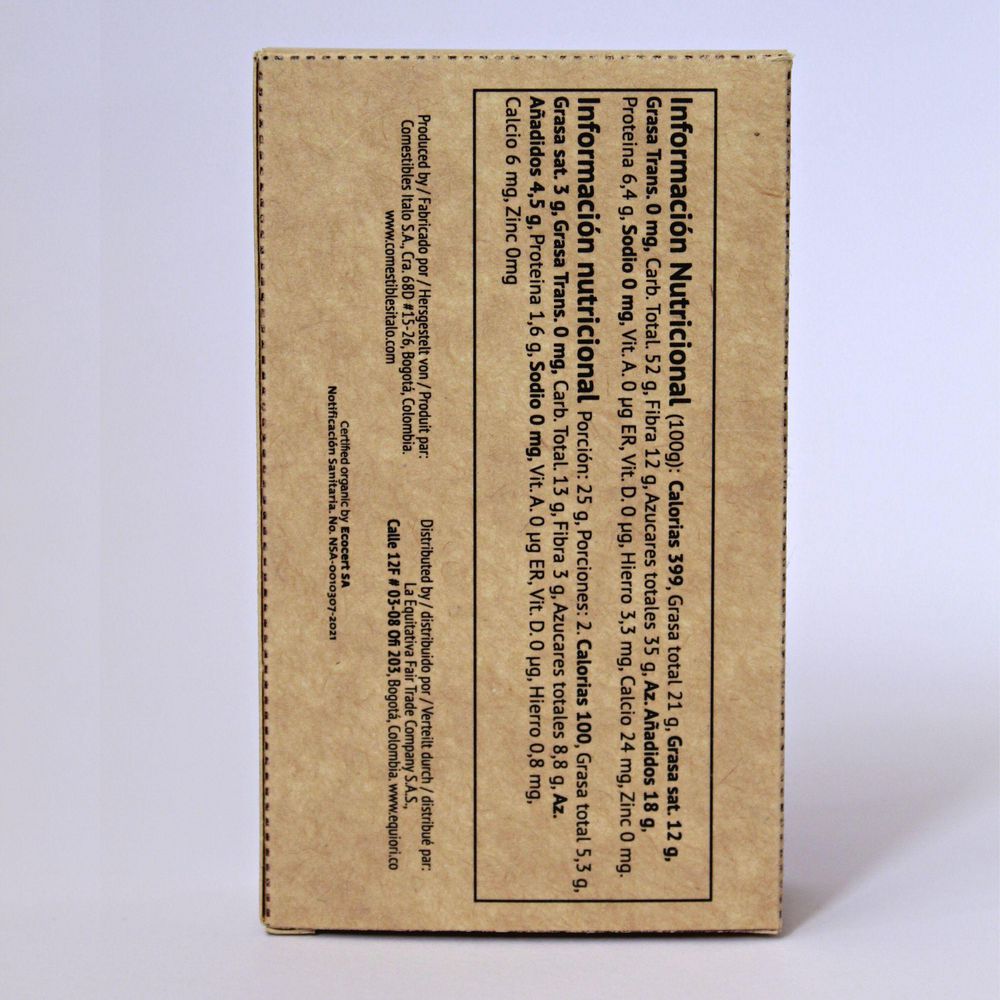 Información Nutricional (100g): Calorias 399, Grasa total 21 g, Grasa sat. 12 g,
Grasa Trans. 0 mg, Carb. Total. 52 g, Fibra 12 g, Azucares totales 35 g, Az. Añadidos 18 g,
Proteina 6,4 g, Sodio 0 mg, Vit. A. 0 µg ER, Vit. D. 0 µg, Hierro 3,3 mg, Calcio 24 mg, Zinc 0 mg.
Información nutricional Porción: 25 g, Porciones: 2. Calorias 100, Grasa total 5,3 g,
Grasa sat. 3 g, Grasa Trans. 0 mg, Carb. Total. 13 g, Fibra 3 g, Azucares totales 8,8 g, Az.
Añadidos 4,5 g, Proteina 1,6 g, Sodio 0 mg, Vit. A. 0 µg ER, Vit. D. 0 µg, Hierro 0,8 mg,
Calcio 6 mg, Zinc 0mg
Produced by / Fabricado por / Hersgestelt von / Produit par:
Comestibles Italo S.A., Cra. 68D #15-26, Bogotá, Colombia.
www.comestiblesitalo.com
Distributed by / distribuido por / Verteilt durch / distribué par:
La Equitativa Fair Trade Company S.A.S.,
Calle 12F # 03-08 Ofi 203, Bogotá, Colombia. www.equiori.co
Certified organic by Ecocert SA
Notificación Sanitaria. No. NSA-0010307-2021